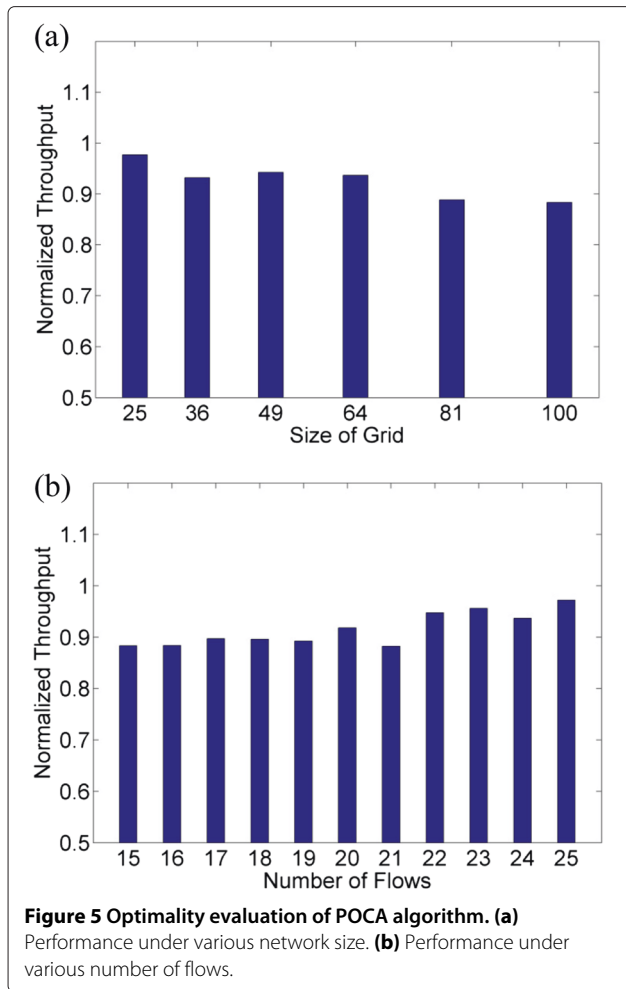 (a)
Normalized Throughput
1.1
1
0.9
0.8
0.7
0.6
0.5
25 36 49 64 81 100
Size of Grid
(b)
Normalized Throughput
1.1
1
0.9
0.8
0.7
0.6
0.5
15 16 17 18 19 20 21 22 23 24 25
Number of Flows
Figure 5 Optimality evaluation of POCA algorithm. (a)
Performance under various network size. (b) Performance under
various number of flows.